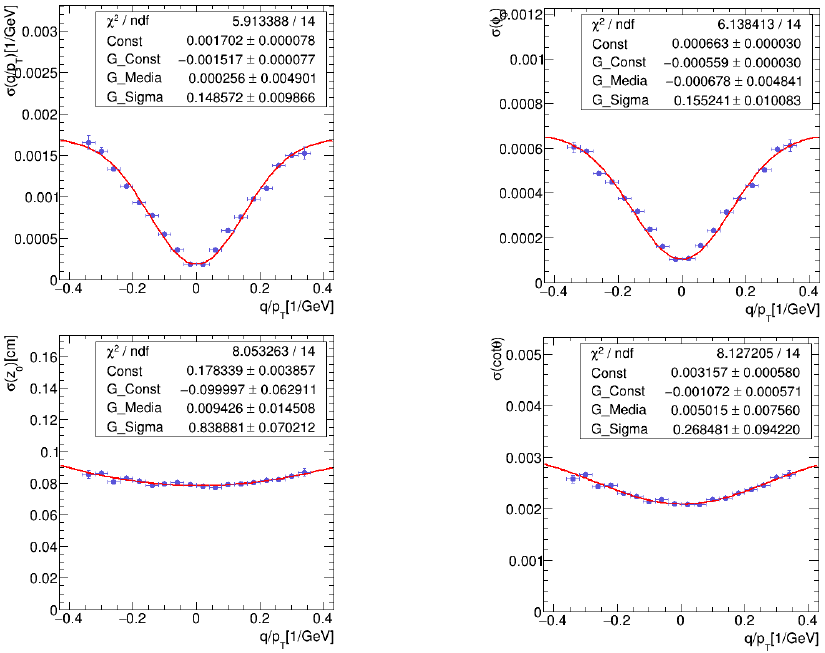 σ(q/p_T)[1/GeV]
χ² / ndf 5.913388 / 14
Const 0.001702 ± 0.000078
G_Const −0.001517 ± 0.000077
G_Media 0.000256 ± 0.004901
G_Sigma 0.148572 ± 0.009866
0.003
0.0025
0.002
0.0015
0.001
0.0005
0
−0.4 −0.2 0 0.2 0.4
q/p_T[1/GeV]
χ² / ndf 6.138413 / 14
Const 0.000663 ± 0.000030
G_Const −0.000559 ± 0.000030
G_Media −0.000678 ± 0.004841
G_Sigma 0.155241 ± 0.010083
0.0012
0.001
0.0008
0.0006
0.0004
0.0002
0
−0.4 −0.2 0 0.2 0.4
q/p_T[1/GeV]
σ(z_0)[cm]
χ² / ndf 8.053263 / 14
Const 0.178339 ± 0.003857
G_Const −0.099997 ± 0.062911
G_Media 0.009426 ± 0.014508
G_Sigma 0.838881 ± 0.070212
0.16
0.14
0.12
0.1
0.08
0.06
0.04
0.02
0
−0.4 −0.2 0 0.2 0.4
q/p_T[1/GeV]
σ(cotθ)
χ² / ndf 8.127205 / 14
Const 0.003157 ± 0.000580
G_Const −0.001072 ± 0.000571
G_Media 0.005015 ± 0.007560
G_Sigma 0.268481 ± 0.094220
0.005
0.004
0.003
0.002
0.001
0
−0.4 −0.2 0 0.2 0.4
q/p_T[1/GeV]